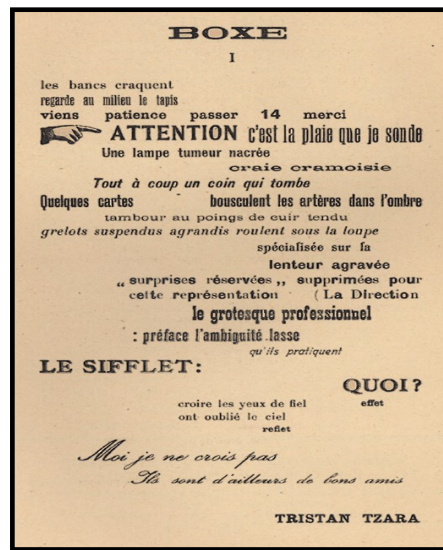 BOXE
I
les bancs craquent
regarde au milieu le tapis
viens patience passer 14 merci
ATTENTION c'est la plaie que je sonde
Une lampe tumeur nacrée
craie cramoisie
Tout à coup un coin qui tombe
Quelques cartes bousculent les artères dans l'ombre
tambour au poings de cuir tendu
grelots suspendus agrandis roulent sous la loupe
spécialisée sur la
lenteur agravée
„ surprises réservées „ supprimées pour
cette représentation (La Direction
le grotesque professionnel
: préface l'ambiguité lasse
qu'ils pratiquent
LE SIFFLET:
QUOI?
croire les yeux de fiel effet
ont oublié le ciel
reflet
Moi je ne crois pas
Ils sont d'ailleurs de bons amis
TRISTAN TZARA